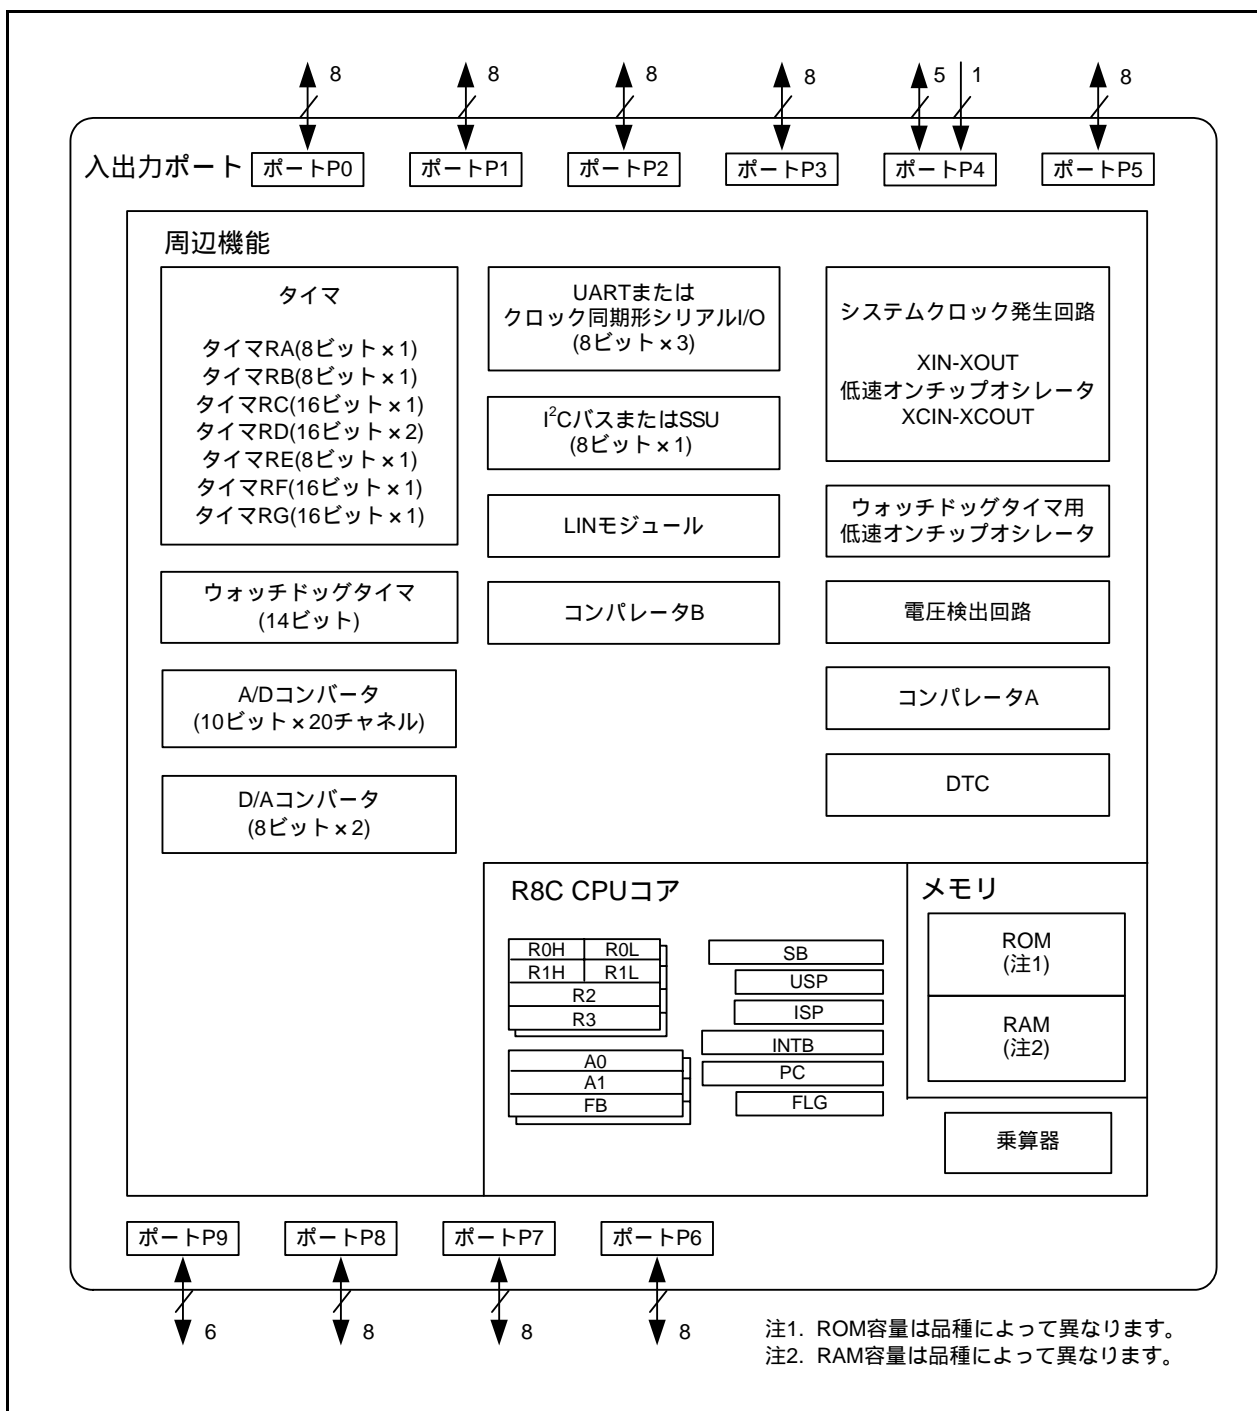 8 8 8 8 5 1 8
入出力ポート ポートP0 ポートP1 ポートP2 ポートP3 ポートP4 ポートP5
周辺機能
タイマ
タイマRA(8ビット×1)
タイマRB(8ビット×1)
タイマRC(16ビット×1)
タイマRD(16ビット×2)
タイマRE(8ビット×1)
タイマRF(16ビット×1)
タイマRG(16ビット×1)
ウォッチドッグタイマ
(14ビット)
A/Dコンバータ
(10ビット×20チャネル)
D/Aコンバータ
(8ビット×2)
UARTまたは
クロック同期形シリアルI/O
(8ビット×3)
I²CバスまたはSSU
(8ビット×1)
LINモジュール
コンパレータB
システムクロック発生回路
XIN-XOUT
低速オンチップオシレータ
XCIN-XCOUT
ウォッチドッグタイマ用
低速オンチップオシレータ
電圧検出回路
コンパレータA
DTC
R8C CPUコア
R0H R0L
R1H R1L
R2
R3
A0
A1
FB
SB
USP
ISP
INTB
PC
FLG
メモリ
ROM
(注1)
RAM
(注2)
乗算器
ポートP9 ポートP8 ポートP7 ポートP6
6 8 8 8
注1. ROM容量は品種によって異なります。
注2. RAM容量は品種によって異なります。